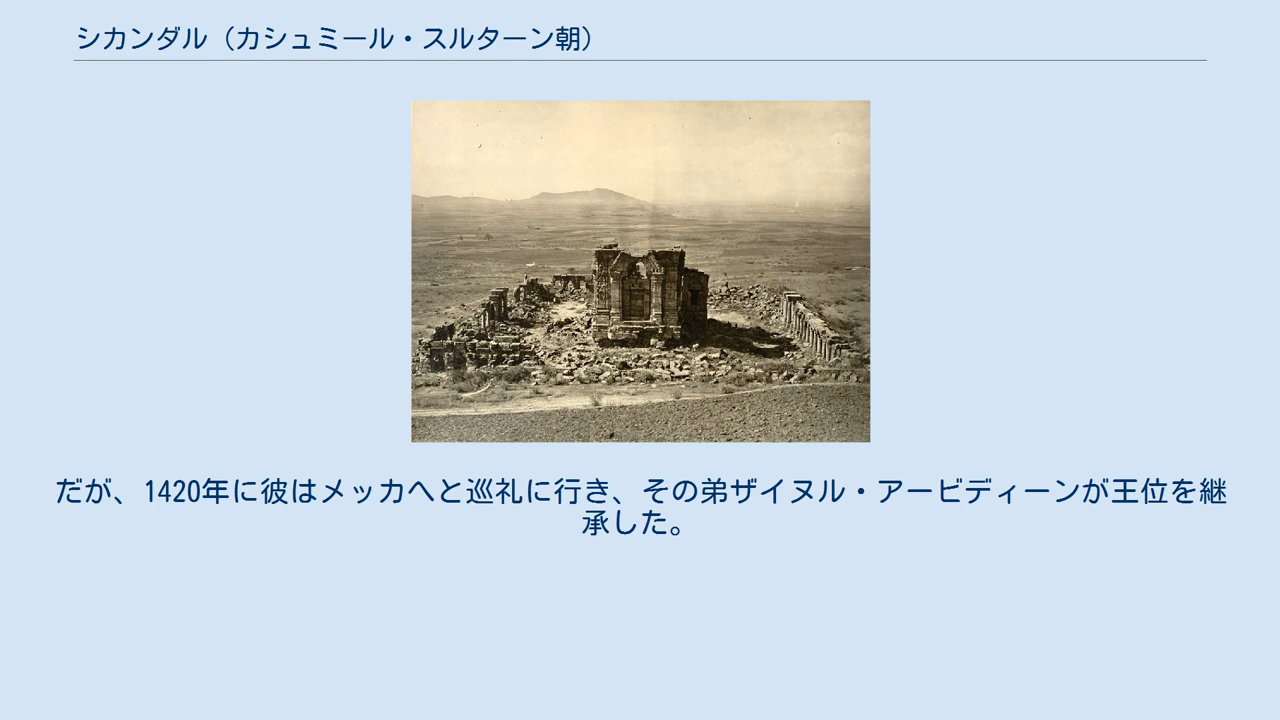 シカンダル（カシュミール・スルターン朝）
だが、1420年に彼はメッカへと巡礼に行き、その弟ザイヌル・アービディーンが王位を継
承した。